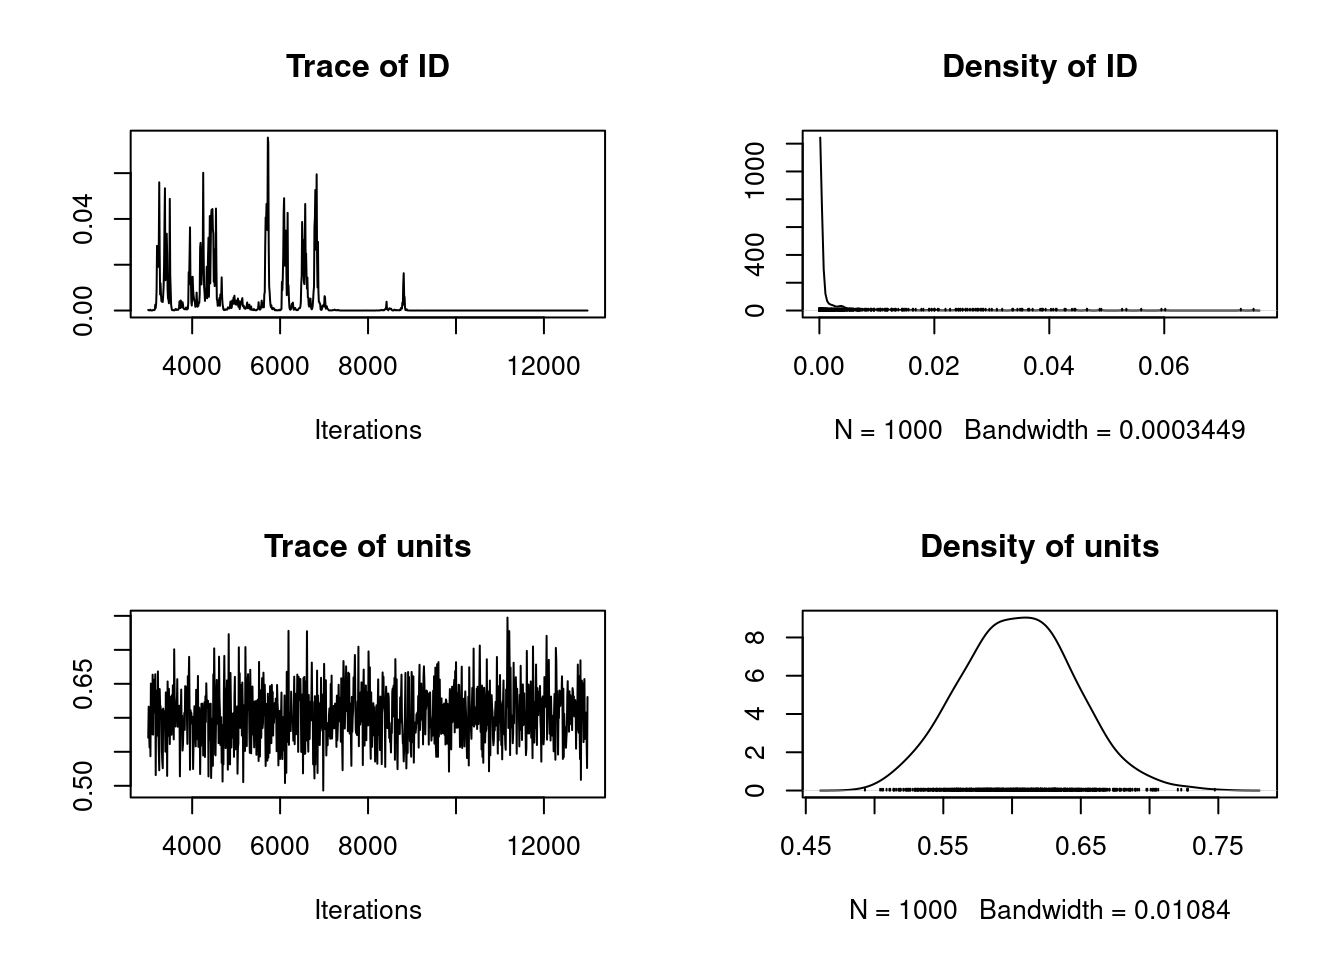 Trace of ID
0.04
0.00
4000 6000 8000 12000
Iterations
Density of ID
1000
400
0
0.00 0.02 0.04 0.06
N = 1000 Bandwidth = 0.0003449
Trace of units
0.65
0.50
4000 6000 8000 12000
Iterations
Density of units
8
6
4
2
0
0.45 0.55 0.65 0.75
N = 1000 Bandwidth = 0.01084